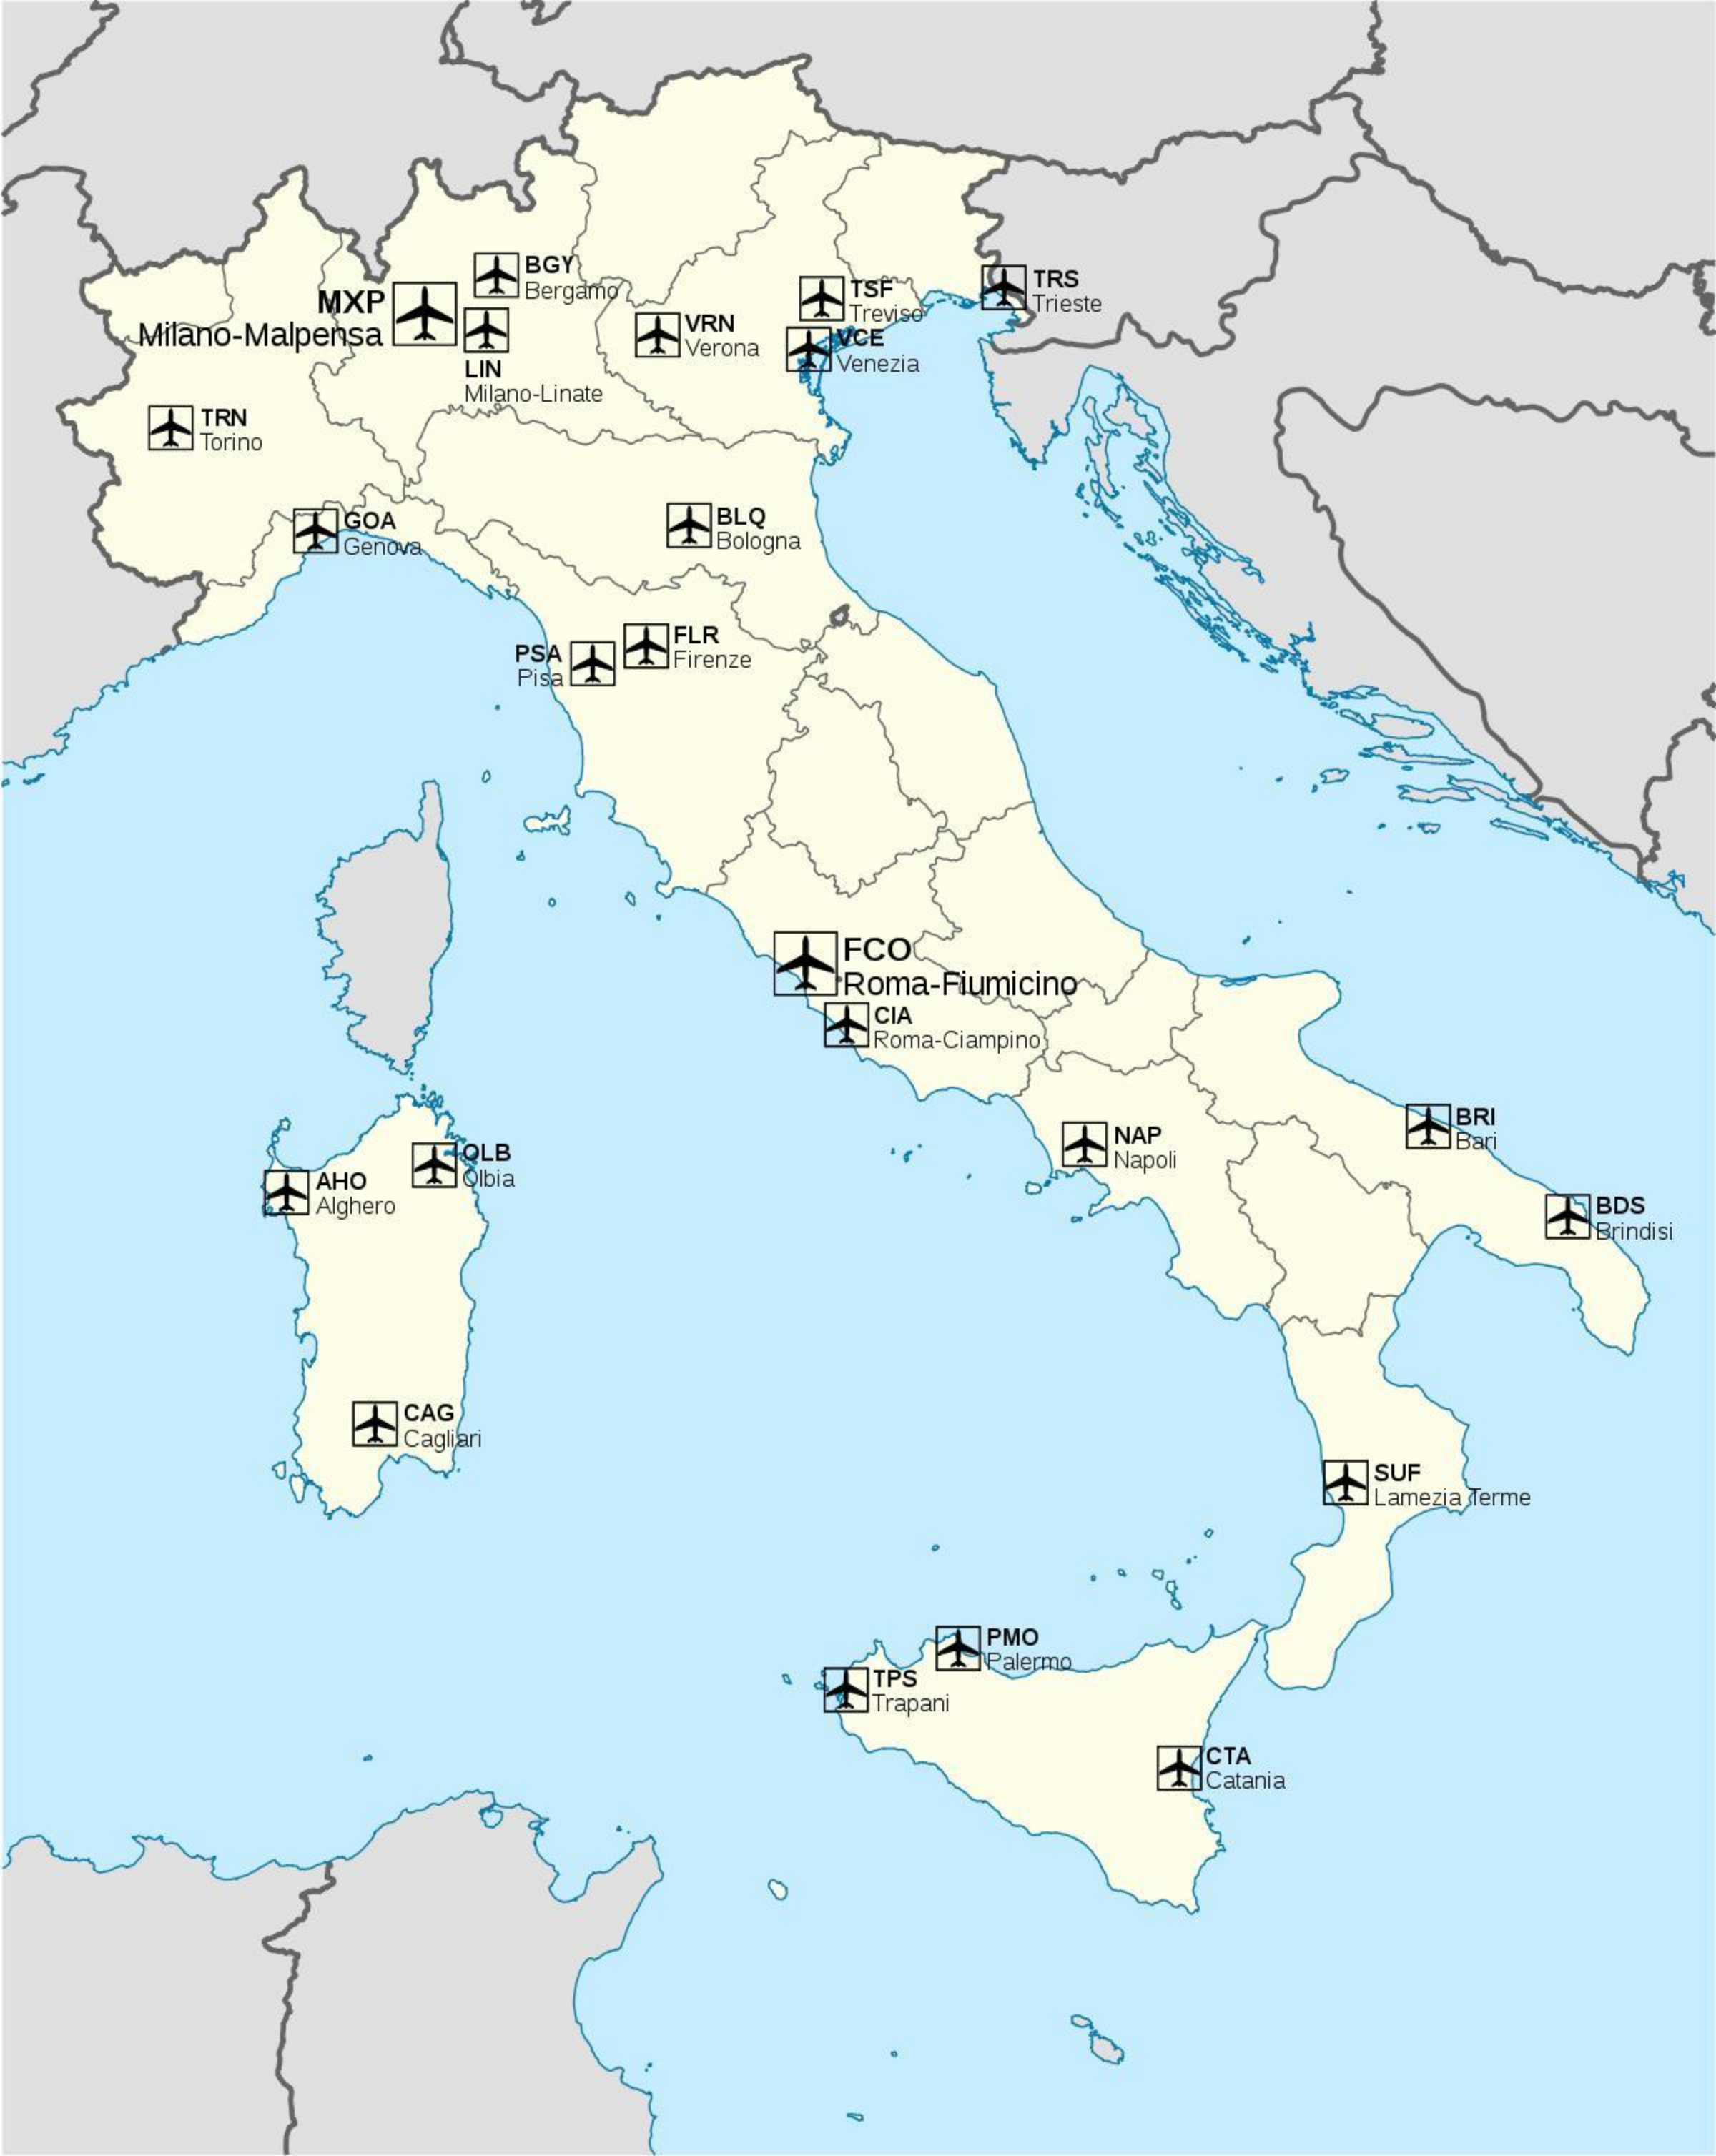 BGY
Bergamo
MXP
Milano-Malpensa
LIN
Milano-Linate
VRN
Verona
TSF
Treviso
VCE
Venezia
TRS
Trieste
TRN
Torino
GOA
Genova
BLQ
Bologna
FLR
Firenze
PSA
Pisa
FCO
Roma-Fiumicino
CIA
Roma-Ciampino
NAP
Napoli
BRI
Bari
BDS
Brindisi
OLB
Olbia
AHO
Alghero
CAG
Cagliari
SUF
Lamezia Terme
PMO
Palermo
TPS
Trapani
CTA
Catania